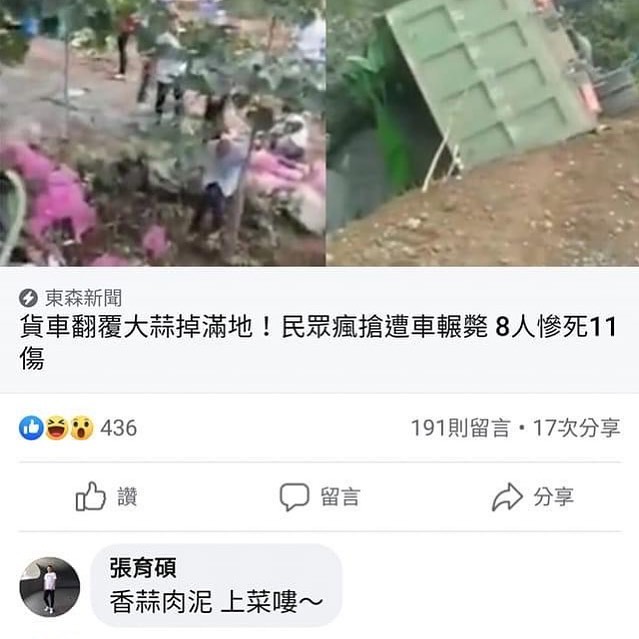 東森新聞
貨車翻覆大蒜掉滿地！民眾瘋搶遭車輾斃 8人慘死11
傷
436
191則留言・17次分享
讚
留言
分享
張育碩
香蒜肉泥 上菜嘍～